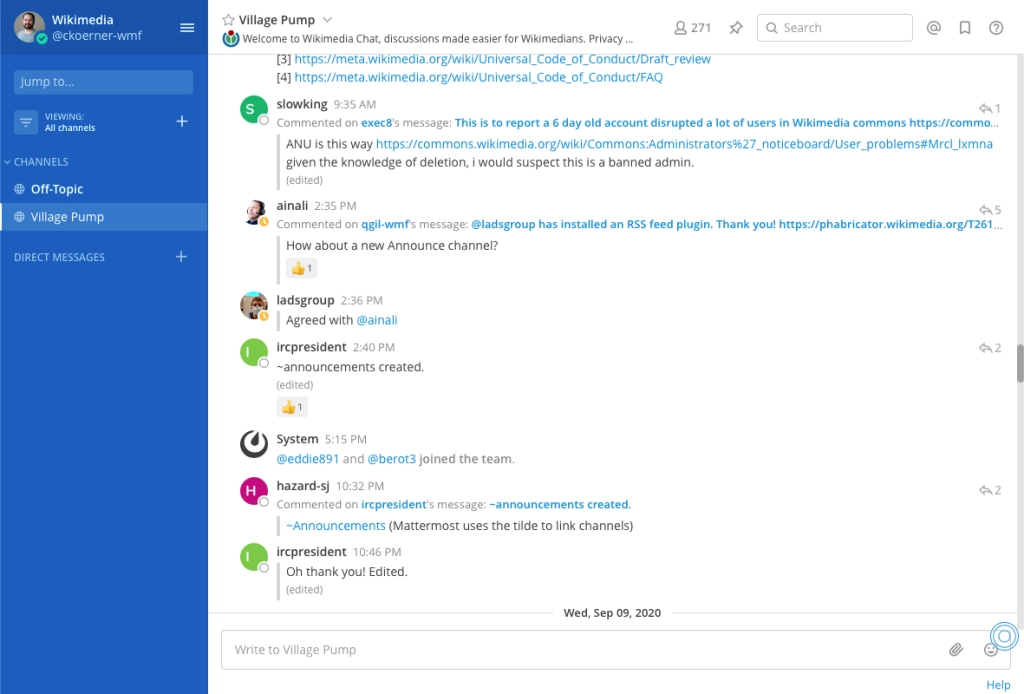 Wikimedia
@ckoerner-wmf
Jump to...
VIEWING:
All channels
CHANNELS
Off-Topic
Village Pump
DIRECT MESSAGES
Village Pump
Welcome to Wikimedia Chat, discussions made easier for Wikimedians. Privacy ...
271
Search
[3] https://meta.wikimedia.org/wiki/Universal_Code_of_Conduct/Draft_review
[4] https://meta.wikimedia.org/wiki/Universal_Code_of_Conduct/FAQ
S
slowking 9:35 AM
1
Commented on exec8's message: This is to report a 6 day old account disrupted a lot of users in Wikimedia commons https://commo...
ANU is this way https://commons.wikimedia.org/wiki/Commons:Administrators%27_noticeboard/User_problems#Mrcl_lxmna
given the knowledge of deletion, i would suspect this is a banned admin.
(edited)
ainali 2:35 PM
5
Commented on qgil-wmf's message: @ladsgroup has installed an RSS feed plugin. Thank you! https://phabricator.wikimedia.org/T261...
How about a new Announce channel?
1
ladsgroup 2:36 PM
Agreed with @ainali
I
ircpresident 2:40 PM
2
~announcements created.
(edited)
1
System 5:15 PM
@eddie891 and @berot3 joined the team.
H
hazard-sj 10:32 PM
2
Commented on ircpresident's message: ~announcements created.
~Announcements (Mattermost uses the tilde to link channels)
I
ircpresident 10:46 PM
Oh thank you! Edited.
(edited)
Wed, Sep 09, 2020
Write to Village Pump
Help